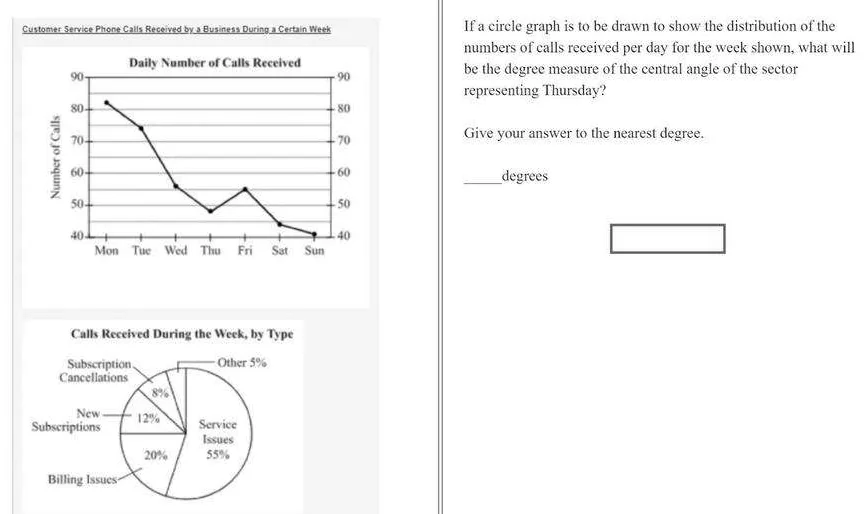 Customer Service Phone Calls Received by a Business During a Certain Week
Daily Number of Calls Received
90 90
80 80
70 70
60 60
50 50
40 40
Number of Calls
Mon Tue Wed Thu Fri Sat Sun
Calls Received During the Week, by Type
Subscription
Cancellations
Other 5%
8%
New
Subscriptions
12%
Service
Issues
55%
20%
Billing Issues
If a circle graph is to be drawn to show the distribution of the
numbers of calls received per day for the week shown, what will
be the degree measure of the central angle of the sector
representing Thursday?
Give your answer to the nearest degree.
_____degrees